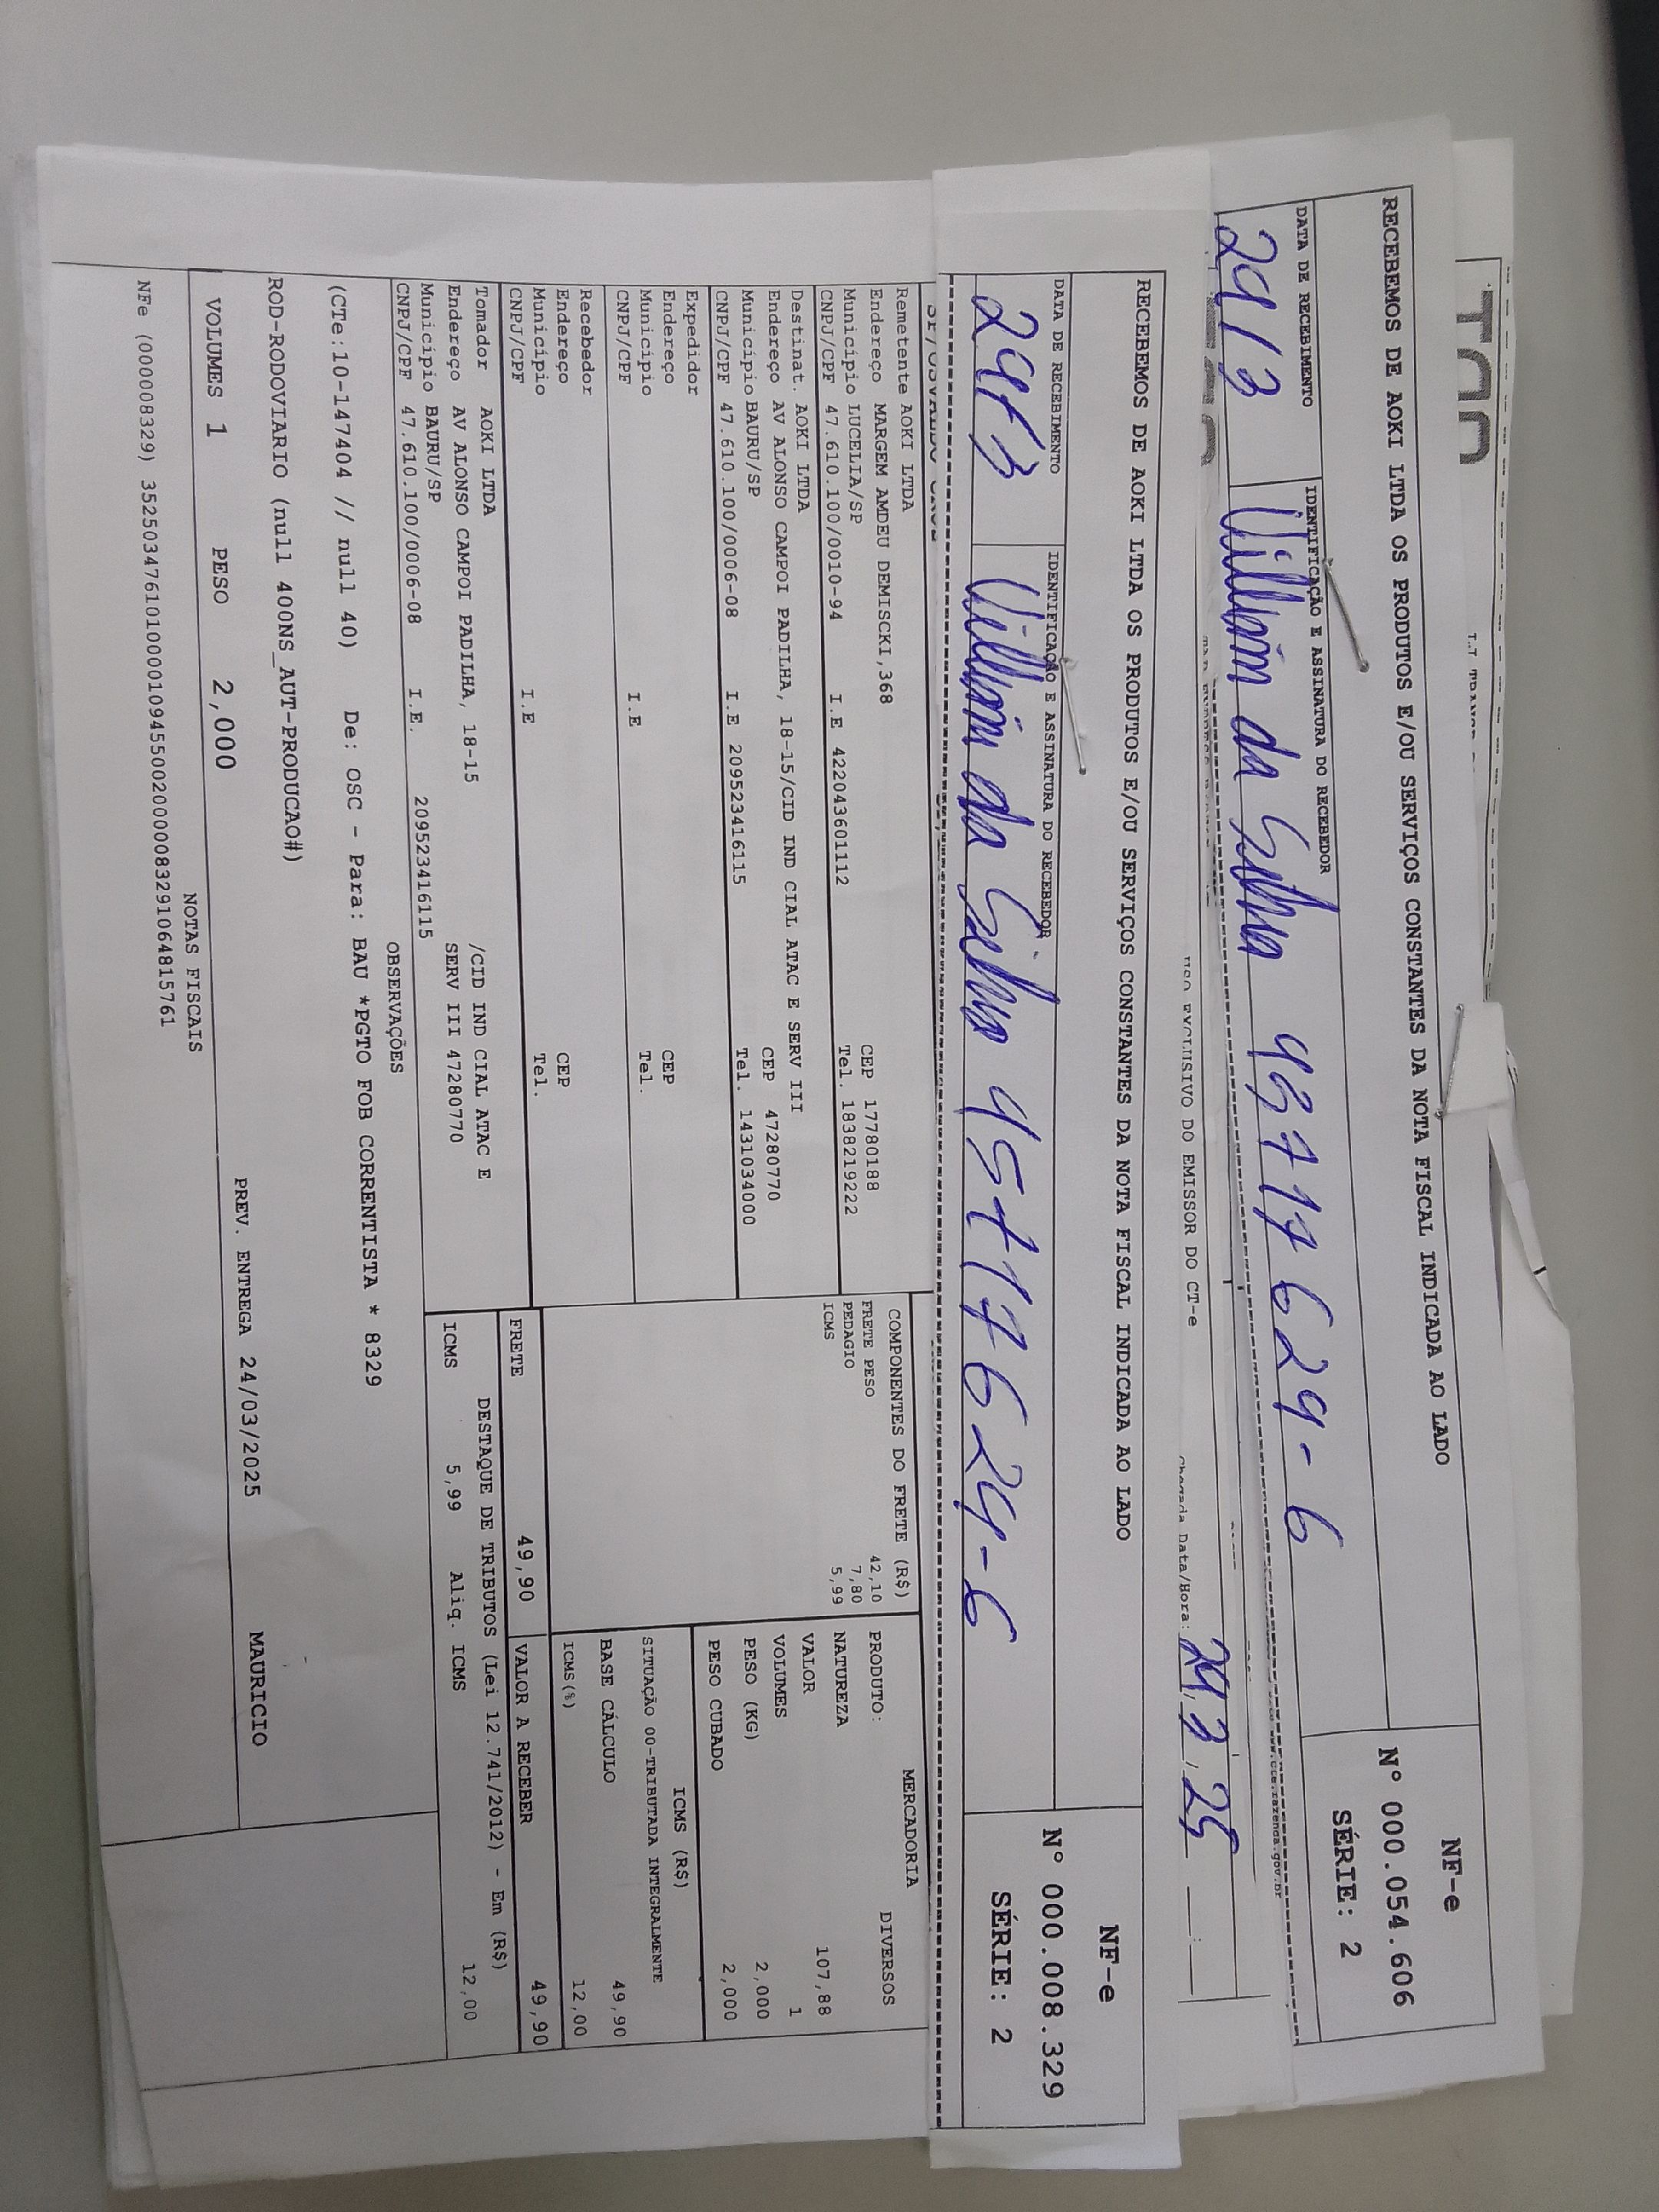 RECEBEMOS DE AOKI LTDA OS PRODUTOS E/OU SERVIÇOS CONSTANTES DA NOTA FISCAL INDICADA AO LADO
NF-e
Nº 000.054.606
SÉRIE: 2
DATA DE RECEBIMENTO
IDENTIFICAÇÃO E ASSINATURA DO RECEBEDOR
24/3
da Silva
USO EXCLUSIVO DO EMISSOR DO CT-e
Chegada Data/Hora: 24/3/25
RECEBEMOS DE AOKI LTDA OS PRODUTOS E/OU SERVIÇOS CONSTANTES DA NOTA FISCAL INDICADA AO LADO
NF-e
Nº 000.008.329
SÉRIE: 2
DATA DE RECEBIMENTO
IDENTIFICAÇÃO E ASSINATURA DO RECEBEDOR
24/3
da Silva
Remetente AOKI LTDA
Endereço MARGEM AMDEU DEMISCKI,368 CEP 17780188
Município LUCELIA/SP Tel. 1838219222
CNPJ/CPF 47.610.100/0010-94 I.E 422043601112
Destinat. AOKI LTDA
Endereço AV ALONSO CAMPOI PADILHA, 18-15/CID IND CIAL ATAC E SERV III CEP 47280770
Município BAURU/SP Tel. 1431034000
CNPJ/CPF 47.610.100/0006-08 I.E 209523416115
Expedidor
Endereço CEP
Município Tel.
CNPJ/CPF I.E
Recebedor
Endereço CEP
Município Tel.
CNPJ/CPF I.E
Tomador AOKI LTDA
Endereço AV ALONSO CAMPOI PADILHA, 18-15 /CID IND CIAL ATAC E
Município BAURU/SP SERV III 47280770
CNPJ/CPF 47.610.100/0006-08 I.E. 209523416115
COMPONENTES DO FRETE (R$)
FRETE PESO 42,10
PEDAGIO 7,80
ICMS 5,99
MERCADORIA
PRODUTO: DIVERSOS
NATUREZA
VALOR 107,88
VOLUMES 1
PESO (KG) 2,000
PESO CUBADO 2,000
ICMS (R$)
SITUAÇÃO 00-TRIBUTADA INTEGRALMENTE
BASE CÁLCULO 49,90
ICMS(%) 12,00
FRETE 49,90
VALOR A RECEBER 49,90
DESTAQUE DE TRIBUTOS (Lei 12.741/2012) - Em (R$)
ICMS 5,99 Aliq. ICMS 12,00
OBSERVAÇÕES
(CTe:10-147404 // null 40) De: OSC - Para: BAU *PGTO FOB CORRENTISTA * 8329
ROD-RODOVIARIO (null 400NS_AUT-PRODUCAO#)
VOLUMES 1 PESO 2,000 PREV. ENTREGA 24/03/2025 MAURICIO
NOTAS FISCAIS
NFe (000008329) 35250347610100001094550020000083291064815761